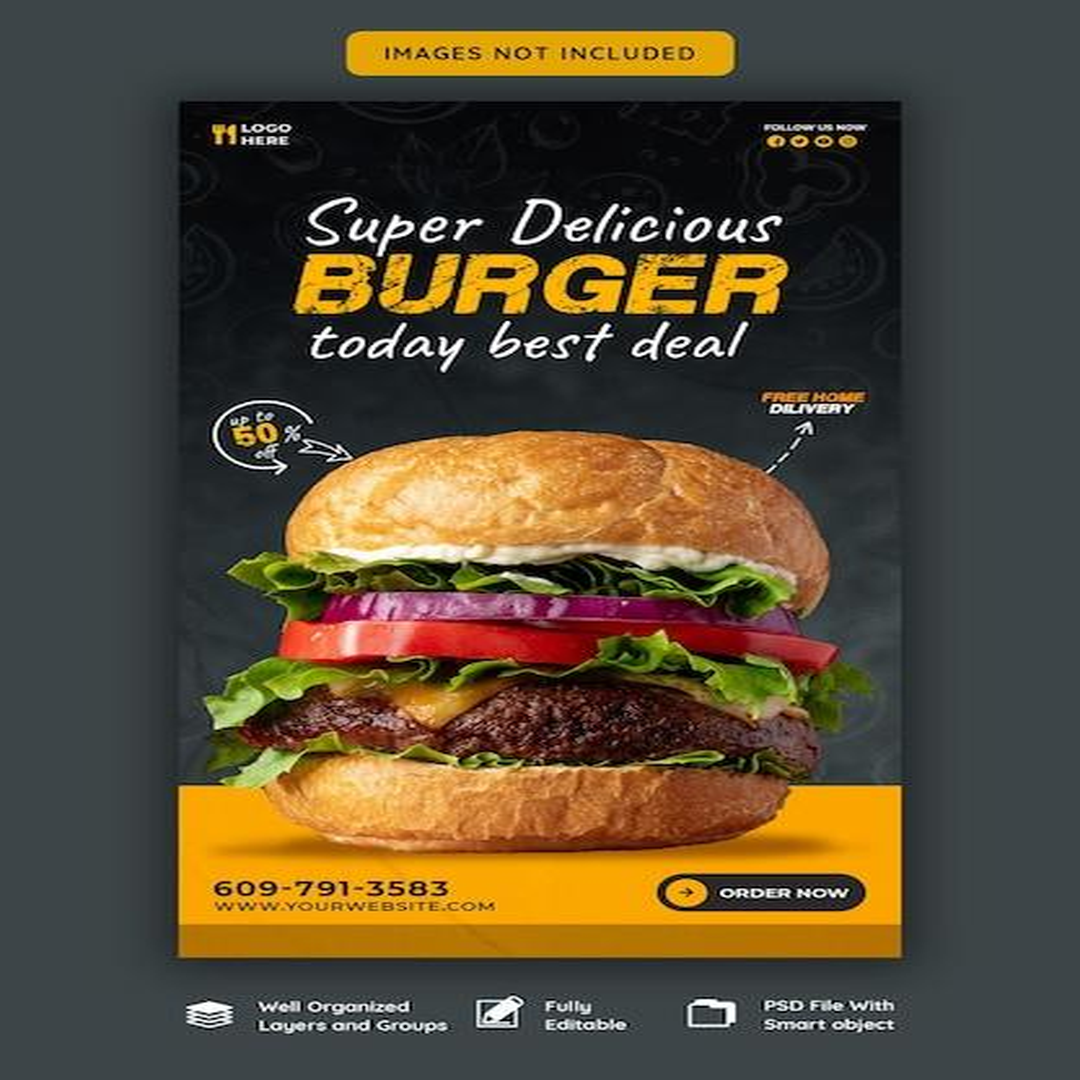 IMAGES NOT INCLUDED
LOGO
HERE
FOLLOW US NOW
Super Delicious
BURGER
today best deal
up to
50%
off
FREE HOME
DILIVERY
609-791-3583
WWW.YOURWEBSITE.COM
ORDER NOW
Well Organized
Layers and Groups
Fully
Editable
PSD File With
Smart object